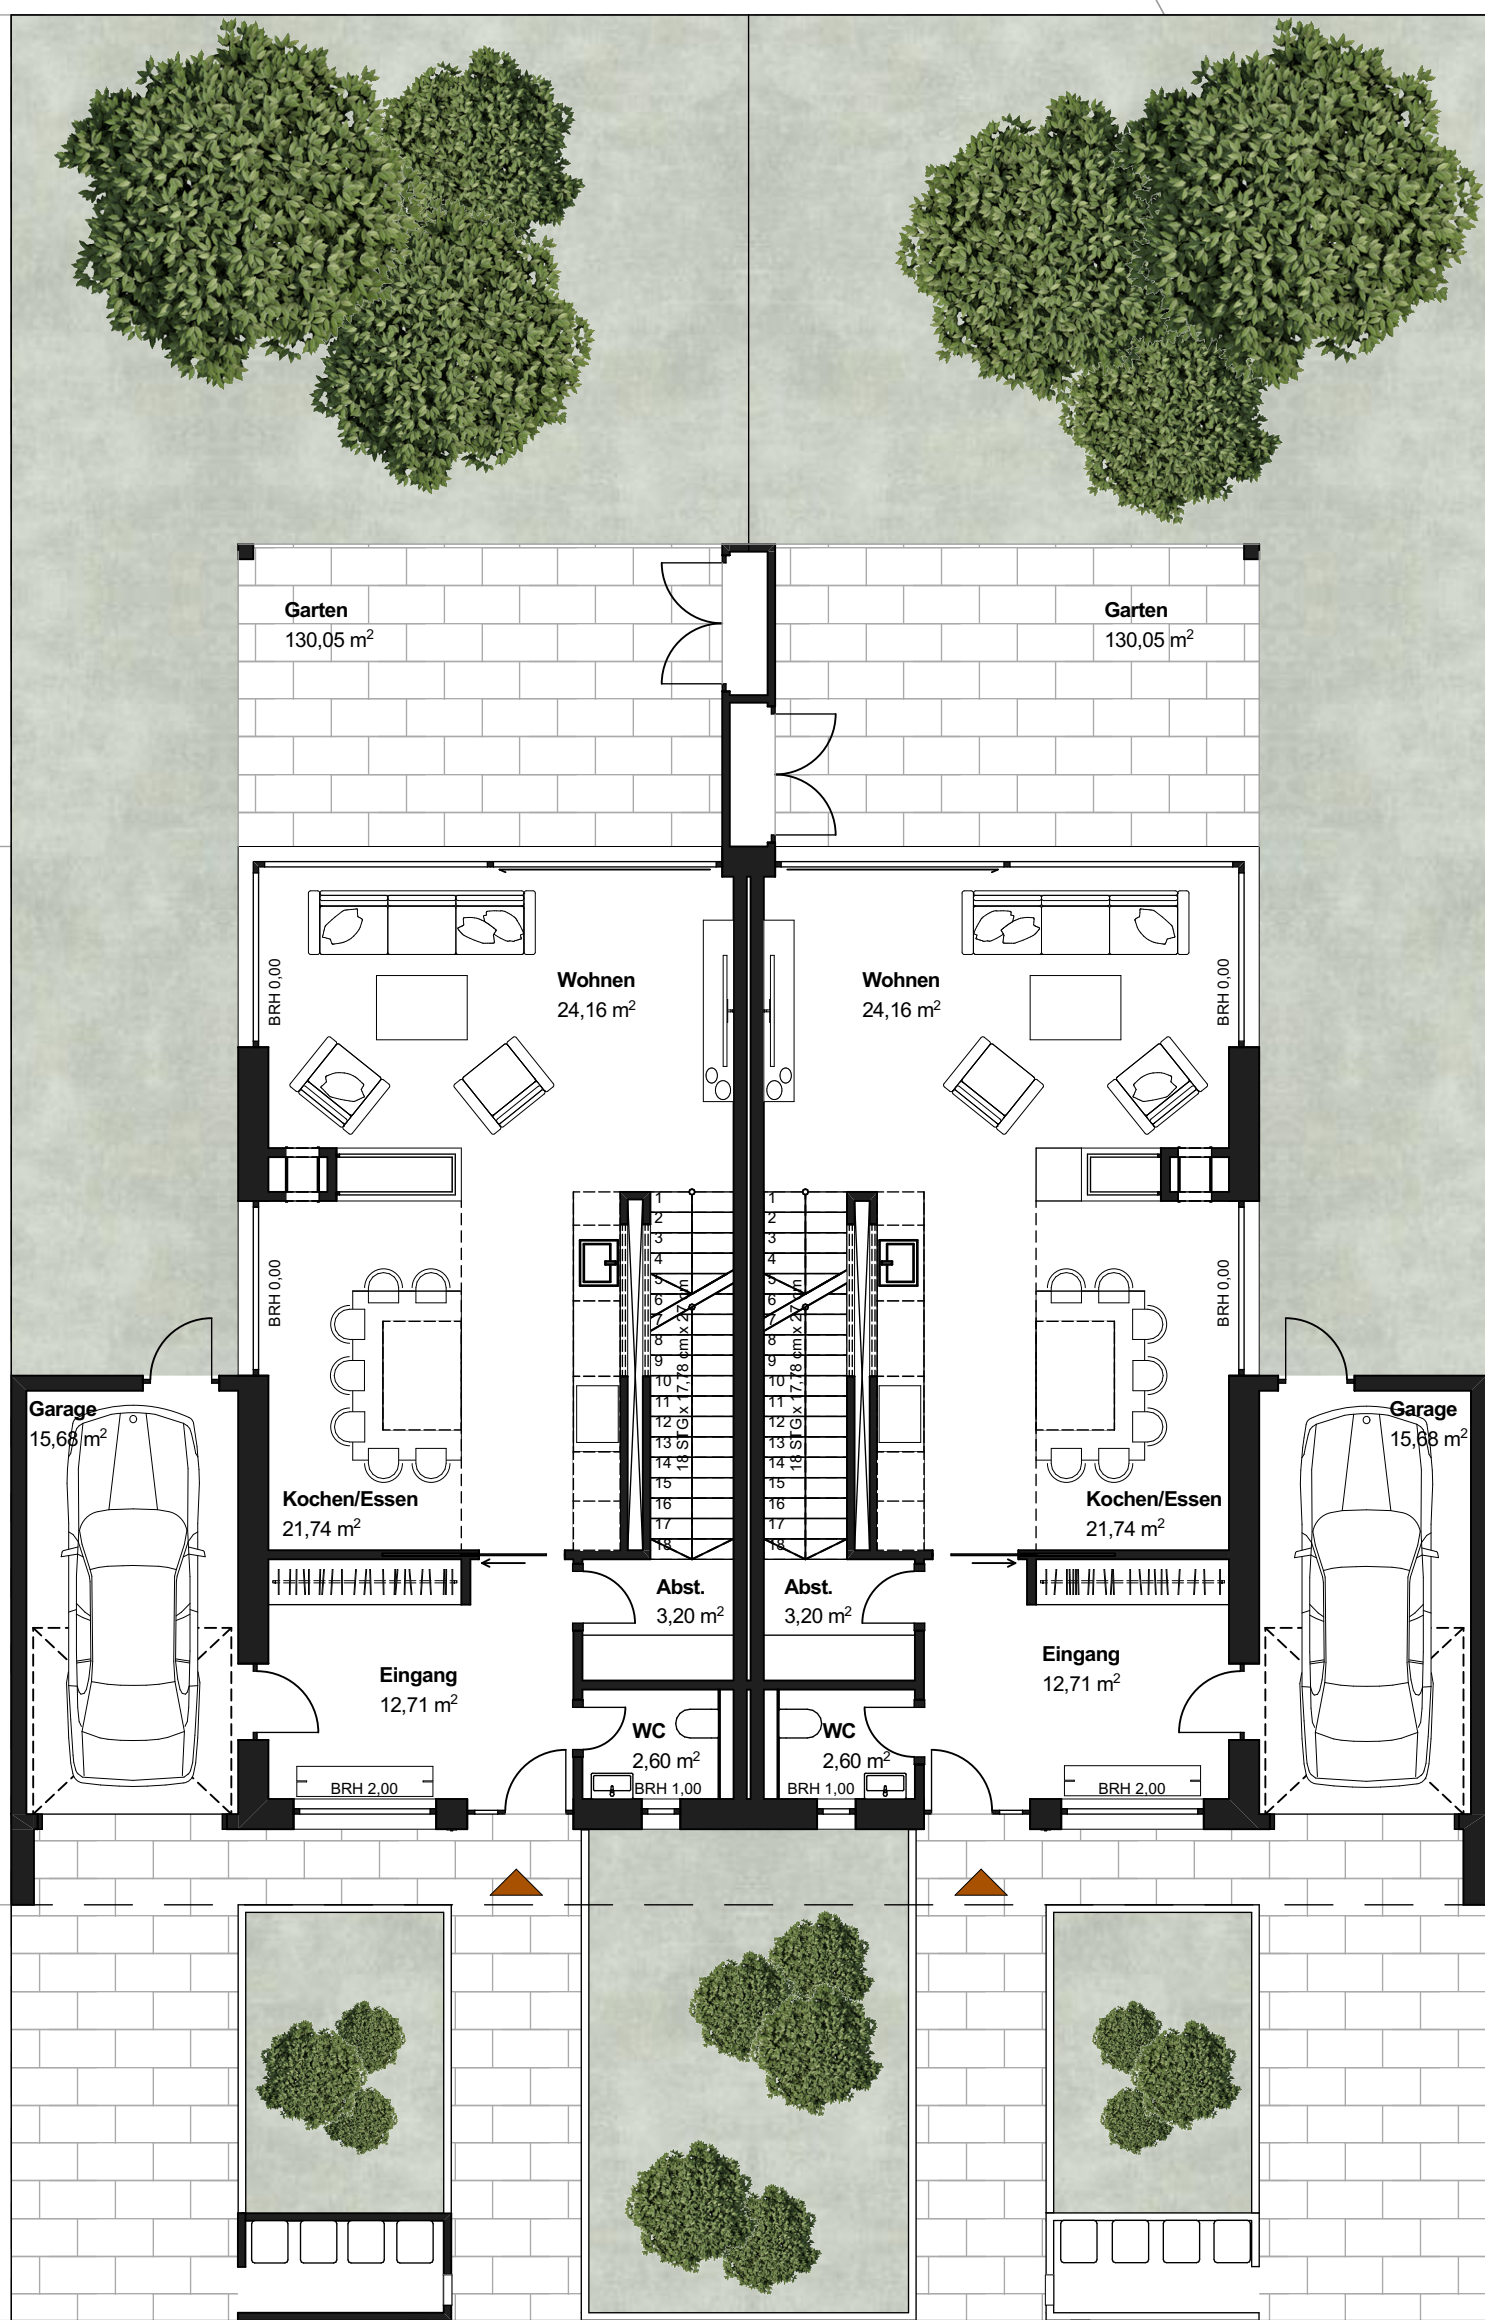 Garten
130,05 m²
Garten
130,05 m²
Wohnen
24,16 m²
Wohnen
24,16 m²
BRH 0,00
BRH 0,00
BRH 0,00
BRH 0,00
1
2
3
4
5
6
7
8
9
10
11
12
13
14
15
16
17
18
18 STG x 17,78 cm x 27 cm
1
2
3
4
5
6
7
8
9
10
11
12
13
14
15
16
17
18
18 STG x 17,78 cm x 27 cm
Garage
15,68 m²
Garage
15,68 m²
Kochen/Essen
21,74 m²
Kochen/Essen
21,74 m²
Abst.
3,20 m²
Abst.
3,20 m²
Eingang
12,71 m²
Eingang
12,71 m²
WC
2,60 m²
BRH 1,00
WC
2,60 m²
BRH 1,00
BRH 2,00
BRH 2,00